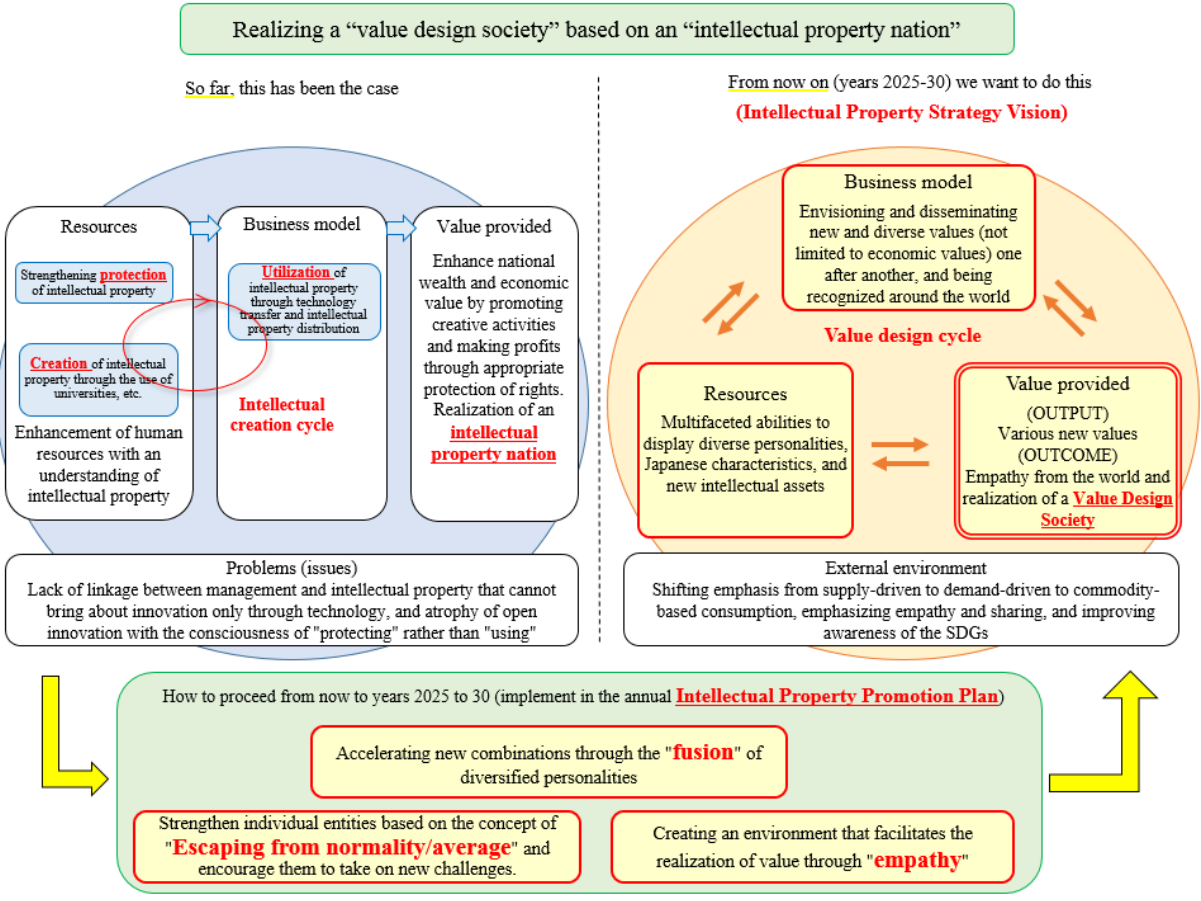 Realizing a “value design society” based on an “intellectual property nation”
So far, this has been the case
Resources
Strengthening protection
of intellectual property
Creation of intellectual
property through the use of
universities, etc.
Enhancement of human
resources with an
understanding of
intellectual property
Business model
Utilization of
intellectual property
through technology
transfer and intellectual
property distribution
Intellectual
creation cycle
Value provided
Enhance national
wealth and economic
value by promoting
creative activities
and making profits
through appropriate
protection of rights.
Realization of an
intellectual
property nation
Problems (issues)
Lack of linkage between management and intellectual property that cannot
bring about innovation only through technology, and atrophy of open
innovation with the consciousness of "protecting" rather than "using"
From now on (years 2025-30) we want to do this
(Intellectual Property Strategy Vision)
Business model
Envisioning and disseminating
new and diverse values (not
limited to economic values) one
after another, and being
recognized around the world
Value design cycle
Resources
Multifaceted abilities to
display diverse personalities,
Japanese characteristics, and
new intellectual assets
Value provided
(OUTPUT)
Various new values
(OUTCOME)
Empathy from the world and
realization of a Value Design
Society
External environment
Shifting emphasis from supply-driven to demand-driven to commodity-
based consumption, emphasizing empathy and sharing, and improving
awareness of the SDGs
How to proceed from now to years 2025 to 30 (implement in the annual Intellectual Property Promotion Plan)
Accelerating new combinations through the "fusion" of
diversified personalities
Strengthen individual entities based on the concept of
"Escaping from normality/average" and
encourage them to take on new challenges.
Creating an environment that facilitates the
realization of value through "empathy"